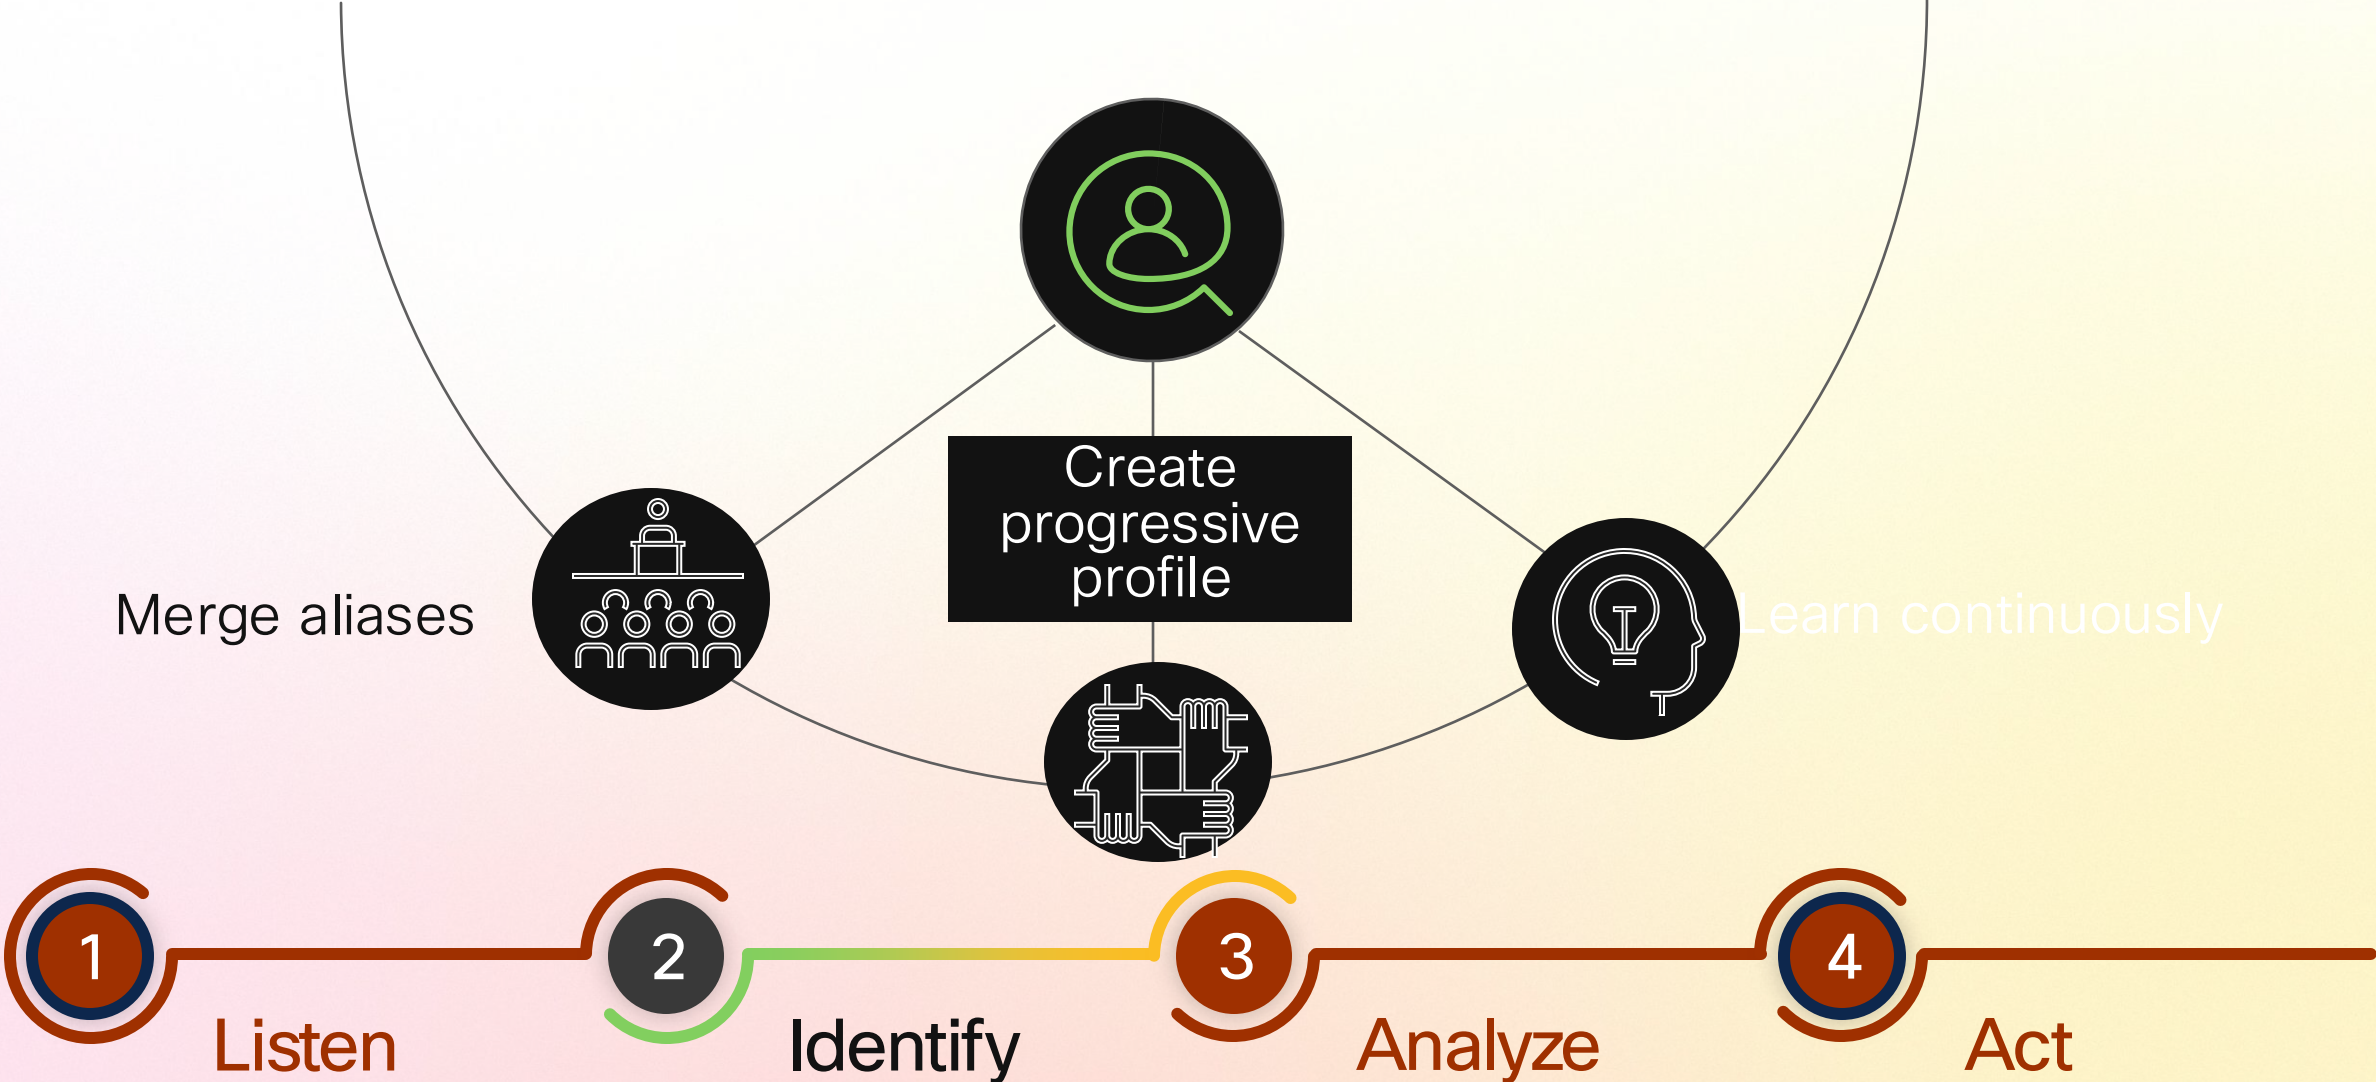 Create
progressive
profile
Merge aliases
Learn continuously
1
2
3
4
Listen
Identify
Analyze
Act